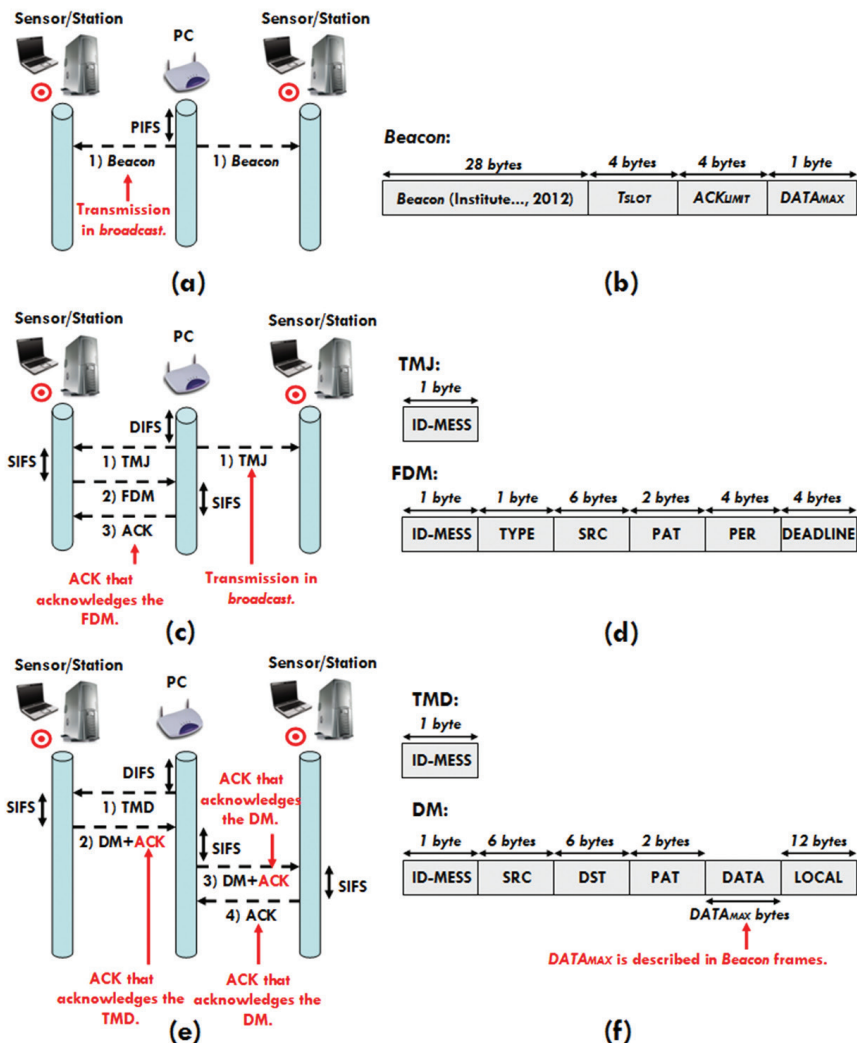 Sensor/Station
PC
Sensor/Station
PIFS
1) Beacon
1) Beacon
Transmission
in broadcast.
(a)
Beacon:
28 bytes
4 bytes
4 bytes
1 byte
Beacon (Institute..., 2012)
TSLOT
ACKLIMIT
DATAMAX
(b)
Sensor/Station
PC
Sensor/Station
DIFS
SIFS
1) TMJ
1) TMJ
2) FDM
SIFS
3) ACK
ACK that
acknowledges the
FDM.
Transmission in
broadcast.
(c)
TMJ:
1 byte
ID-MESS
FDM:
1 byte
1 byte
6 bytes
2 bytes
4 bytes
4 bytes
ID-MESS
TYPE
SRC
PAT
PER
DEADLINE
(d)
Sensor/Station
PC
Sensor/Station
DIFS
SIFS
1) TMD
ACK that
acknowledges
the DM.
2) DM+ACK
SIFS
3) DM+ACK
SIFS
4) ACK
ACK that
acknowledges the
TMD.
ACK that
acknowledges the
DM.
(e)
TMD:
1 byte
ID-MESS
DM:
1 byte
6 bytes
6 bytes
2 bytes
12 bytes
ID-MESS
SRC
DST
PAT
DATA
LOCAL
DATAMAX bytes
DATAMAX is described in Beacon frames.
(f)